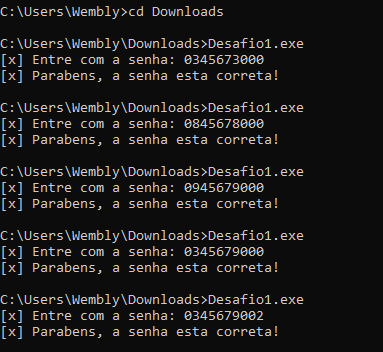 C:\Users\Wembly>cd Downloads
C:\Users\Wembly\Downloads>Desafio1.exe
[x] Entre com a senha: 0345673000
[x] Parabens, a senha esta correta!
C:\Users\Wembly\Downloads>Desafio1.exe
[x] Entre com a senha: 0845678000
[x] Parabens, a senha esta correta!
C:\Users\Wembly\Downloads>Desafio1.exe
[x] Entre com a senha: 0945679000
[x] Parabens, a senha esta correta!
C:\Users\Wembly\Downloads>Desafio1.exe
[x] Entre com a senha: 0345679000
[x] Parabens, a senha esta correta!
C:\Users\Wembly\Downloads>Desafio1.exe
[x] Entre com a senha: 0345679002
[x] Parabens, a senha esta correta!